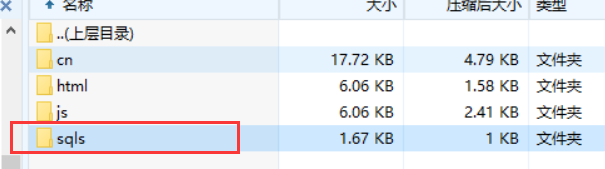 名称 大小 压缩后大小 类型
..(上层目录)
cn 17.72 KB 4.79 KB 文件夹
html 6.06 KB 1.58 KB 文件夹
js 6.06 KB 2.41 KB 文件夹
sqls 1.67 KB 1 KB 文件夹